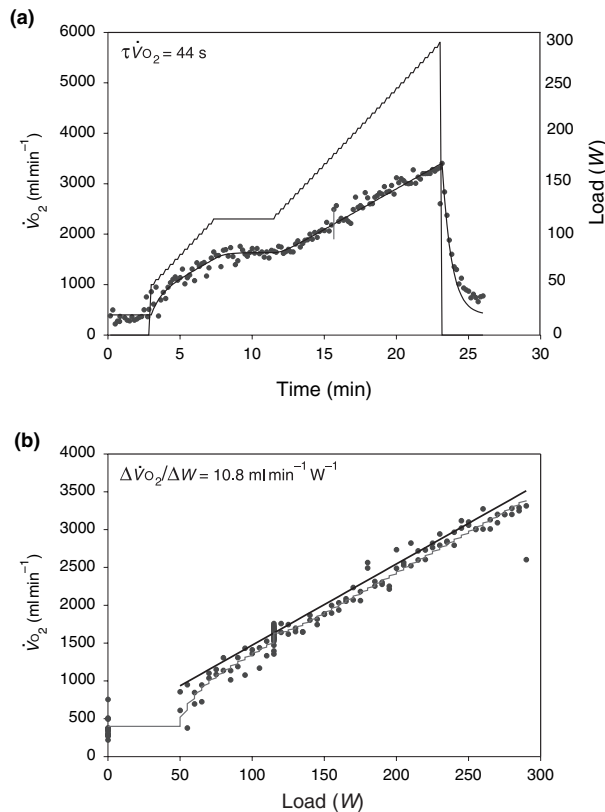 (a)
τV̇O₂ = 44 s
6000
5000
4000
3000
2000
1000
0
V̇O₂ (ml min⁻¹)
300
250
200
150
100
50
0
Load (W)
0 5 10 15 20 25 30
Time (min)
(b)
ΔV̇O₂/ΔW = 10.8 ml min⁻¹ W⁻¹
4000
3500
3000
2500
2000
1500
1000
500
0
V̇O₂ (ml min⁻¹)
0 50 100 150 200 250 300
Load (W)